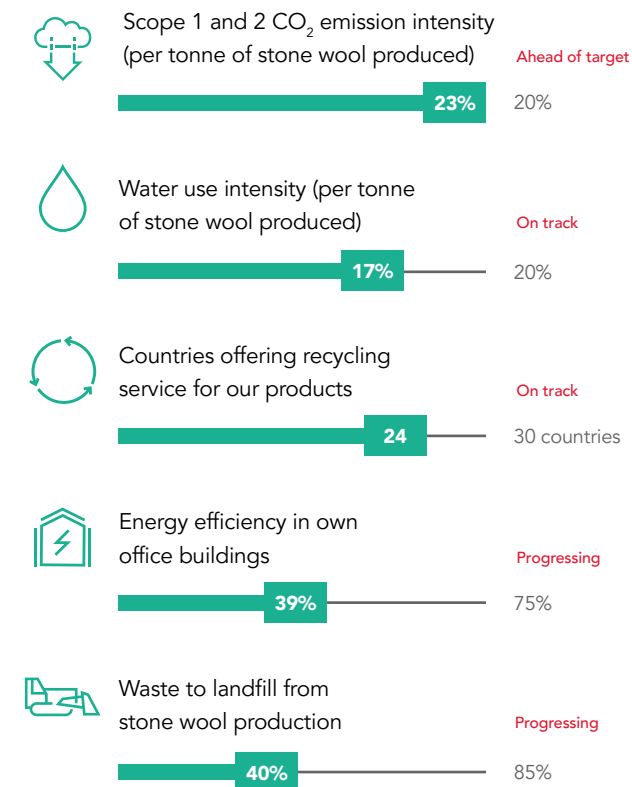 Scope 1 and 2 CO₂ emission intensity
(per tonne of stone wool produced)
Ahead of target
23%
20%
Water use intensity (per tonne
of stone wool produced)
On track
17%
20%
Countries offering recycling
service for our products
On track
24
30 countries
Energy efficiency in own
office buildings
Progressing
39%
75%
Waste to landfill from
stone wool production
Progressing
40%
85%